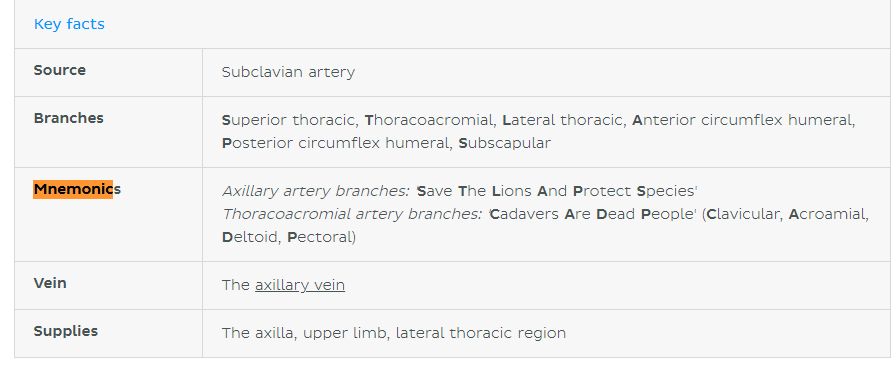 Key facts
Source
Subclavian artery
Branches
Superior thoracic, Thoracoacromial, Lateral thoracic, Anterior circumflex humeral,
Posterior circumflex humeral, Subscapular
Mnemonics
Axillary artery branches: 'Save The Lions And Protect Species'
Thoracoacromial artery branches: 'Cadavers Are Dead People' (Clavicular, Acroamial,
Deltoid, Pectoral)
Vein
The axillary vein
Supplies
The axilla, upper limb, lateral thoracic region